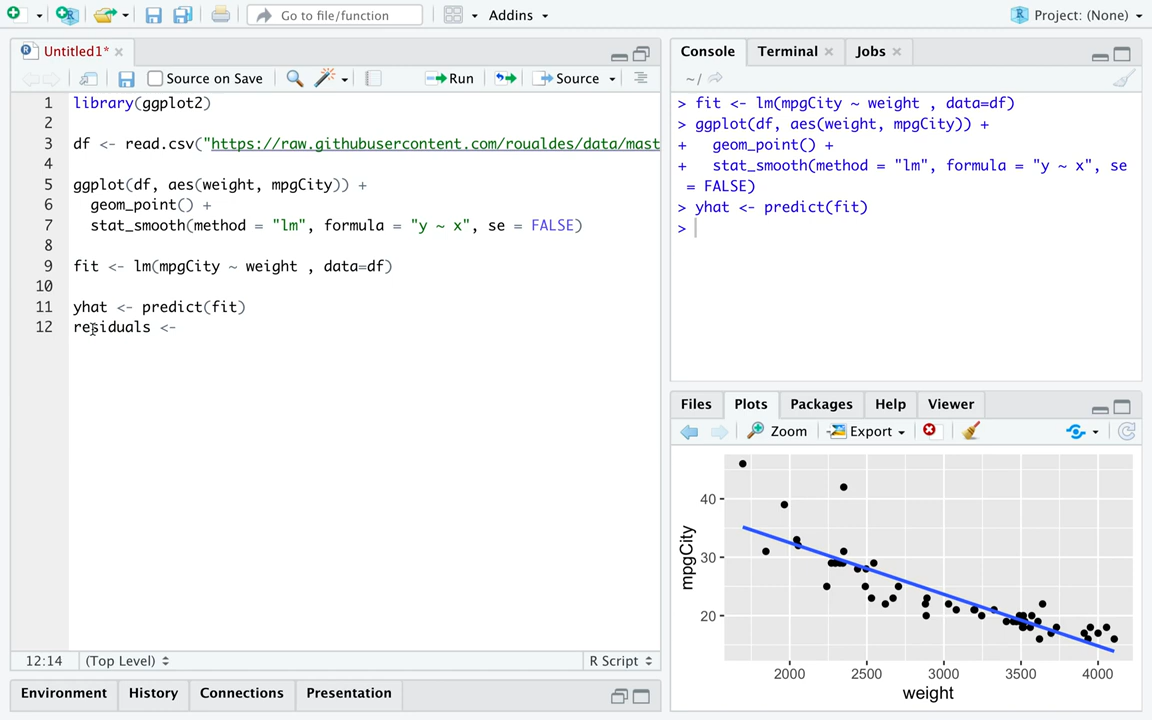 Go to file/function Addins Project: (None)
Untitled1*
Source on Save Run Source
1 library(ggplot2)
2
3 df <- read.csv("https://raw.githubusercontent.com/roualdes/data/mast
4
5 ggplot(df, aes(weight, mpgCity)) +
6 geom_point() +
7 stat_smooth(method = "lm", formula = "y ~ x", se = FALSE)
8
9 fit <- lm(mpgCity ~ weight , data=df)
10
11 yhat <- predict(fit)
12 residuals <-
12:14 (Top Level) R Script
Environment History Connections Presentation
Console Terminal Jobs
~/
> fit <- lm(mpgCity ~ weight , data=df)
> ggplot(df, aes(weight, mpgCity)) +
+ geom_point() +
+ stat_smooth(method = "lm", formula = "y ~ x", se
= FALSE)
> yhat <- predict(fit)
>
Files Plots Packages Help Viewer
Zoom Export
40
30
20
mpgCity
2000 2500 3000 3500 4000
weight